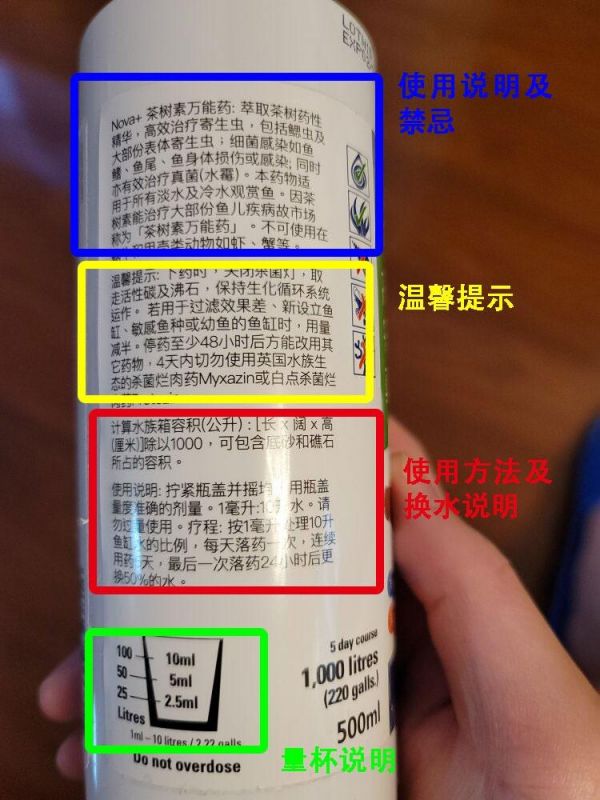 LOT
EXP
使用说明及
禁忌
Nova+ 茶树素万能药: 萃取茶树药性
精华，高效治疗寄生虫，包括鳃虫及
大部份表体寄生虫；细菌感染如鱼
鳍、鱼尾、鱼身体损伤或感染; 同时
亦有效治疗真菌(水霉)。本药物适
用于所有淡水及冷水观赏鱼。因茶
树素能治疗大部份鱼儿疾病故市场
称为「茶树素万能药」。不可使用在
壳类动物如虾、蟹等。
温馨提示
温馨提示: 下药时，关闭杀菌灯，取
走活性碳及沸石，保持生化循环系统
运作。若用于过滤效果差、新设立鱼
缸、敏感鱼种或幼鱼的鱼缸时，用量
减半。停药至少48小时后方能改用其
它药物，4天内切勿使用英国水族生
态的杀菌烂肉药Myxazin或白点杀菌烂
使用方法及
换水说明
计算水族箱容积(公升) : [长 x 阔 x 高
(厘米)]除以1000，可包含底砂和礁石
所占的容积。
使用说明: 拧紧瓶盖并摇均 用瓶盖
量度准确的剂量。1毫升:10升水。请
勿过量使用。疗程: 按1毫升处理10升
鱼缸水的比例，每天落药一次，连续
用药 天，最后一次落药24小时后更
换50%的水。
100 10ml
50 5ml
25 2.5ml
Litres
1ml – 10 litres / 2.22 galls
Do not overdose
5 day course
1,000 litres
(220 galls.)
500ml
量杯说明